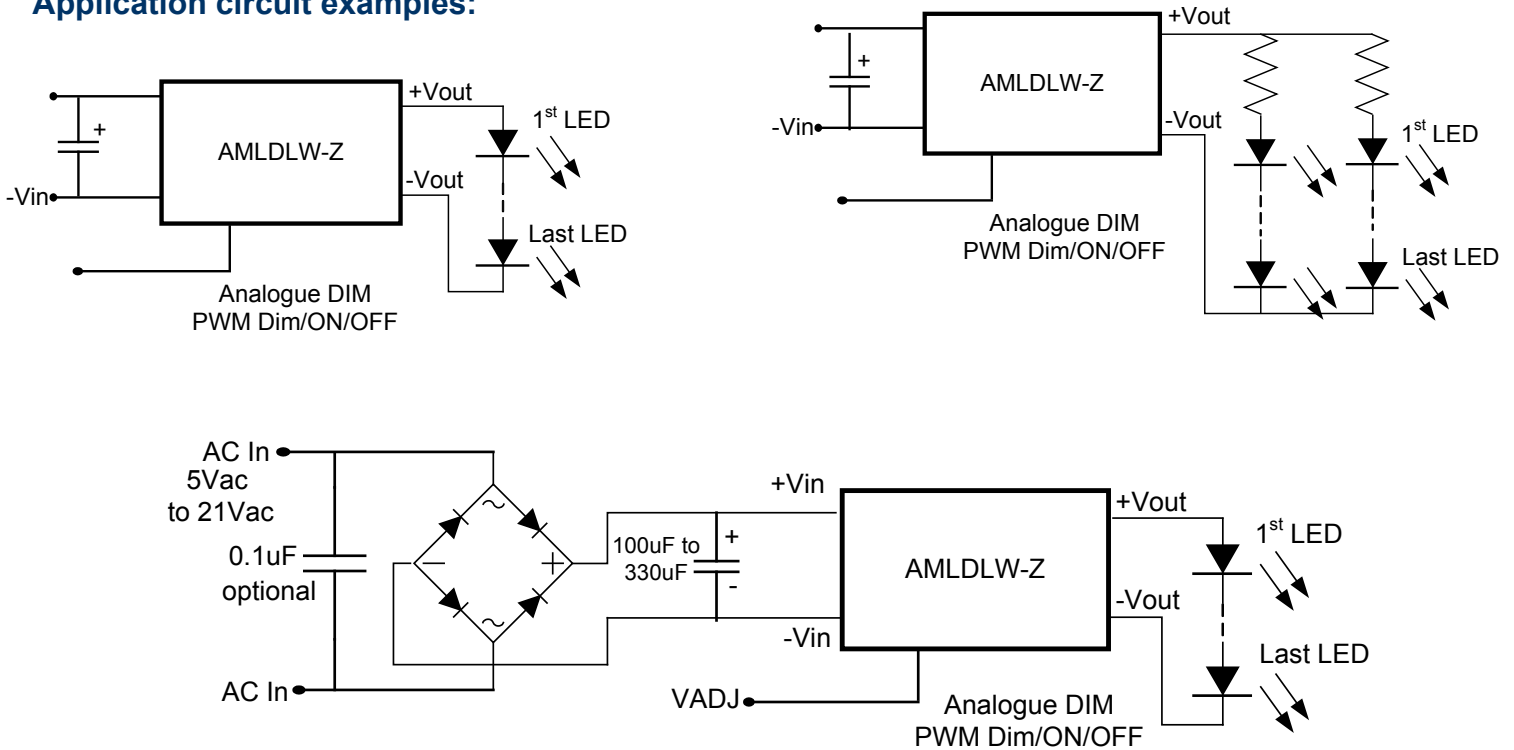 Application circuit examples:
+Vout
1st LED
+
AMLDLW-Z
-Vout
-Vin
Last LED
Analogue DIM
PWM Dim/ON/OFF
+Vout
+
AMLDLW-Z
-Vin
-Vout
1st LED
Analogue DIM
PWM Dim/ON/OFF
Last LED
AC In
5Vac
to 21Vac
0.1uF
optional
AC In
~
-
+
~
+Vin
100uF to
330uF
+
-
-Vin
AMLDLW-Z
+Vout
1st LED
-Vout
Last LED
VADJ
Analogue DIM
PWM Dim/ON/OFF